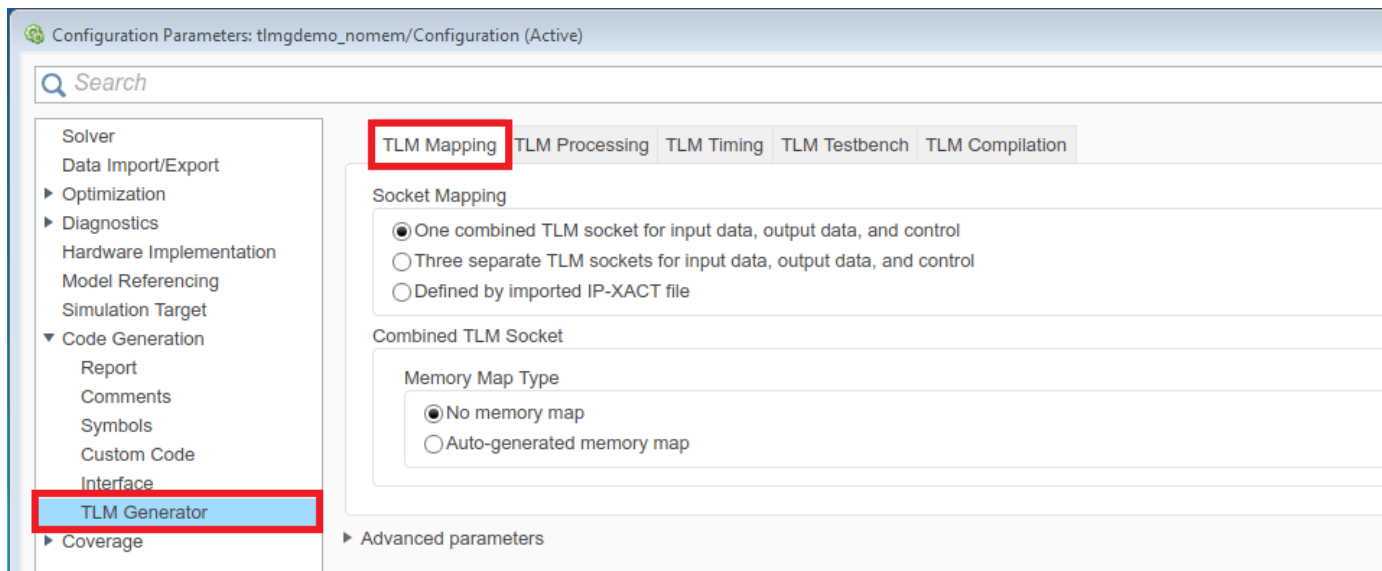 Configuration Parameters: tlmgdemo_nomem/Configuration (Active)
Search
Solver
Data Import/Export
Optimization
Diagnostics
Hardware Implementation
Model Referencing
Simulation Target
Code Generation
Report
Comments
Symbols
Custom Code
Interface
TLM Generator
Coverage
TLM Mapping TLM Processing TLM Timing TLM Testbench TLM Compilation
Socket Mapping
One combined TLM socket for input data, output data, and control
Three separate TLM sockets for input data, output data, and control
Defined by imported IP-XACT file
Combined TLM Socket
Memory Map Type
No memory map
Auto-generated memory map
Advanced parameters